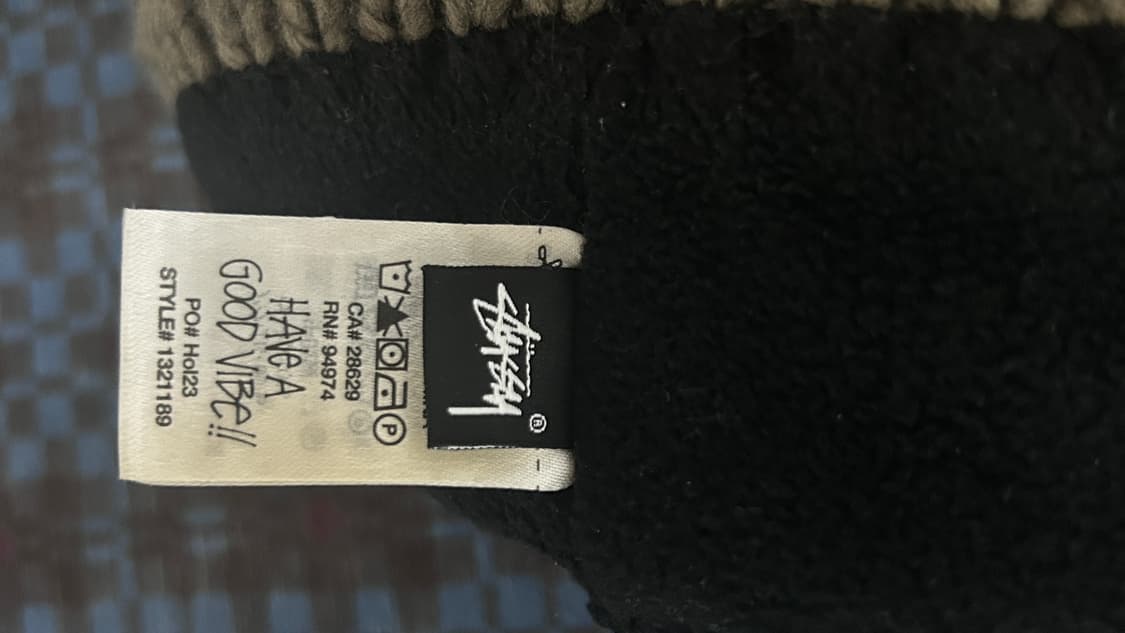 Stüssy ®
CA# 28629
RN# 94974
HAVE A
GOOD VIBE!!
PO# Hol23
STYLE# 1321189